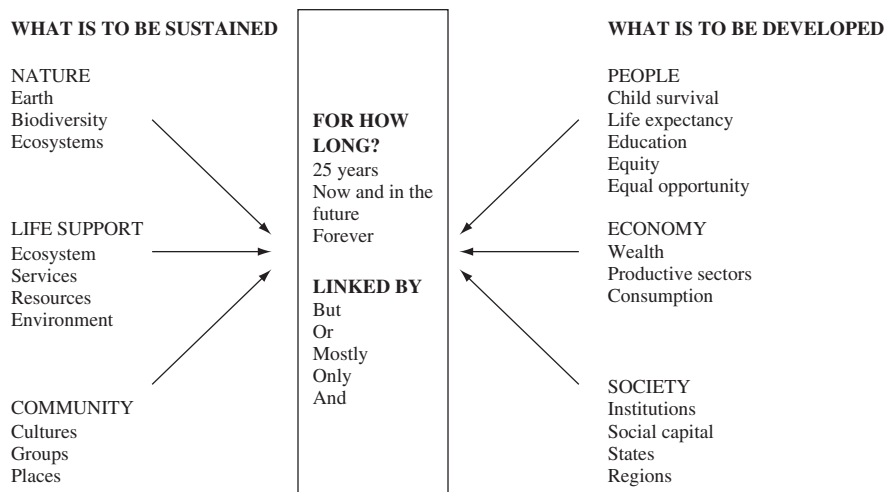 WHAT IS TO BE SUSTAINED
NATURE
Earth
Biodiversity
Ecosystems
LIFE SUPPORT
Ecosystem
Services
Resources
Environment
COMMUNITY
Cultures
Groups
Places
FOR HOW
LONG?
25 years
Now and in the
future
Forever
LINKED BY
But
Or
Mostly
Only
And
WHAT IS TO BE DEVELOPED
PEOPLE
Child survival
Life expectancy
Education
Equity
Equal opportunity
ECONOMY
Wealth
Productive sectors
Consumption
SOCIETY
Institutions
Social capital
States
Regions